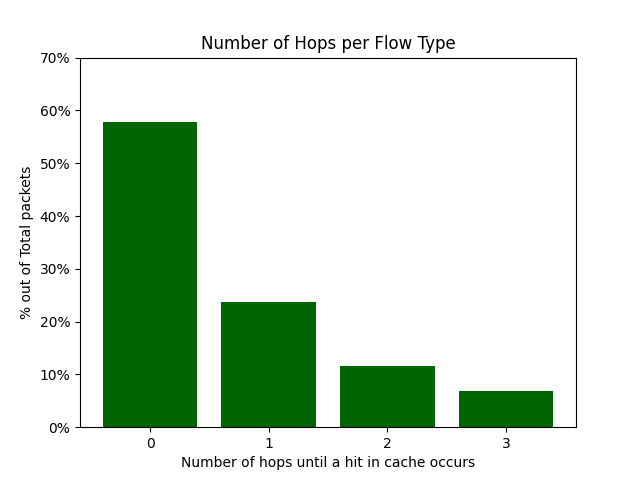 Number of Hops per Flow Type
% out of Total packets
70%
60%
50%
40%
30%
20%
10%
0%
0 1 2 3
Number of hops until a hit in cache occurs